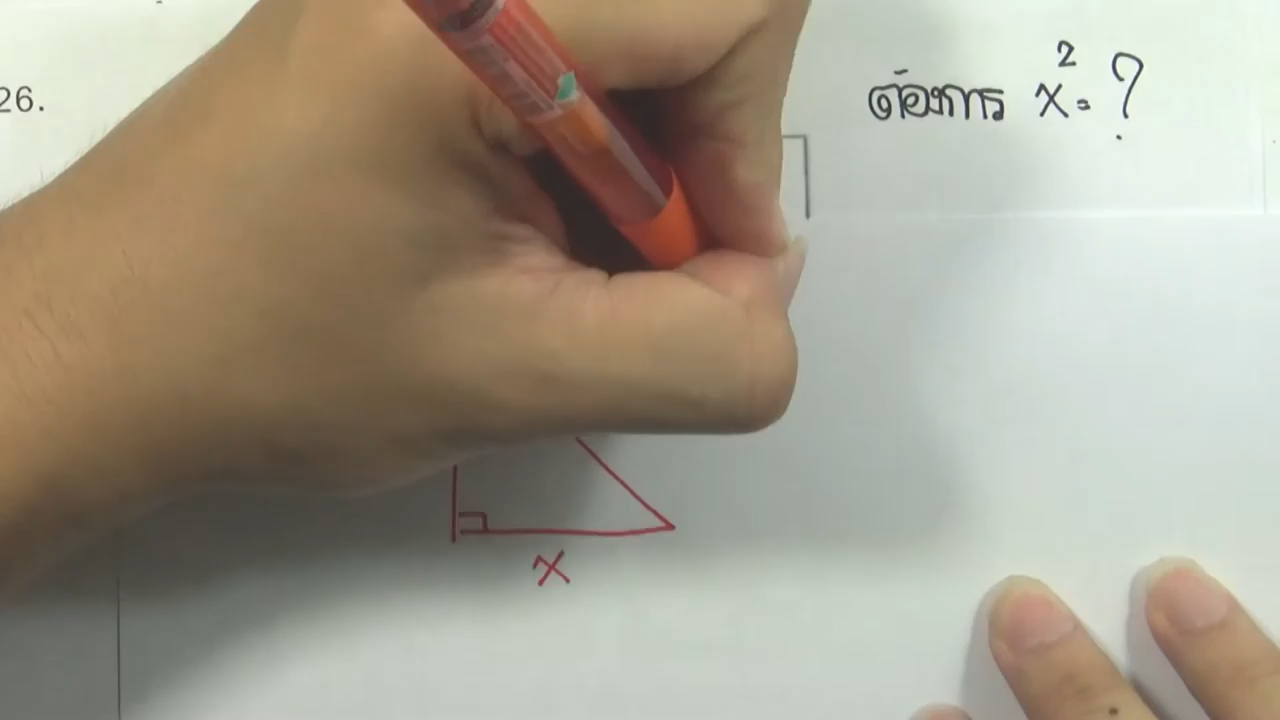 26.
ต้องการ x² = ?
x